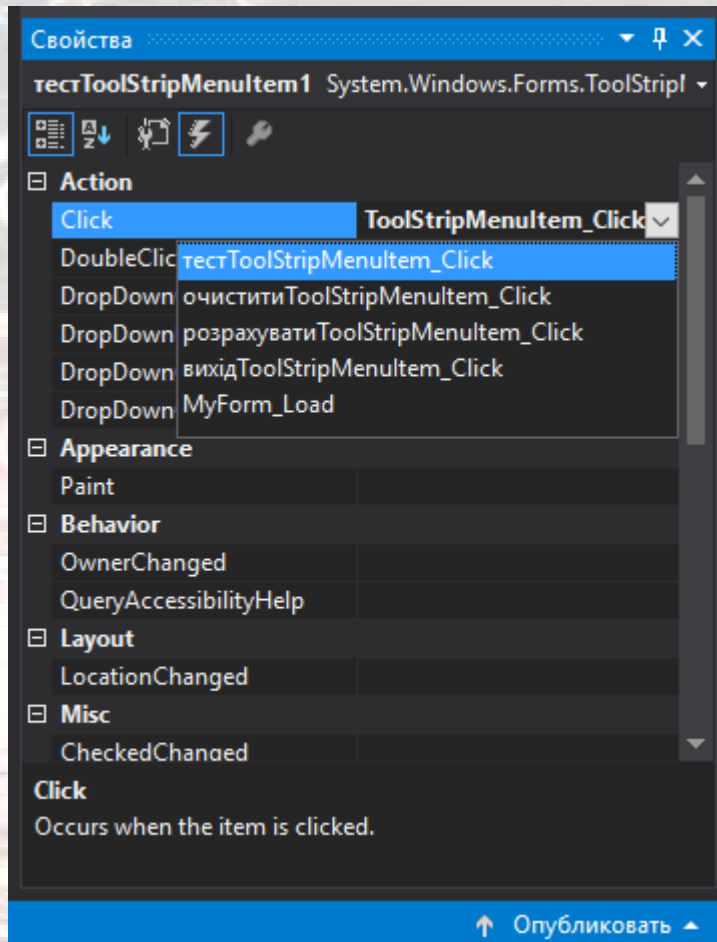 Свойства
тестToolStripMenuItem1 System.Windows.Forms.ToolStripM
Action
Click ToolStripMenuItem_Click
DoubleClic
тестToolStripMenuItem_Click
DropDown
очиститиToolStripMenuItem_Click
DropDown
розрахуватиToolStripMenuItem_Click
DropDown
вихідToolStripMenuItem_Click
DropDown
MyForm_Load
Appearance
Paint
Behavior
OwnerChanged
QueryAccessibilityHelp
Layout
LocationChanged
Misc
CheckedChanged
Click
Occurs when the item is clicked.
Опубликовать